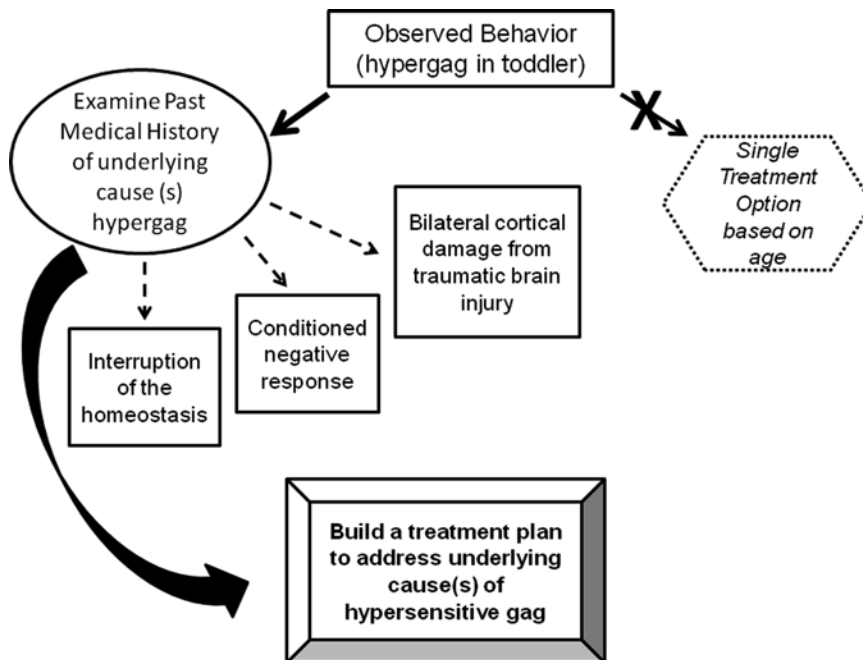 Observed Behavior
(hypergag in toddler)
Examine Past
Medical History
of underlying
cause (s)
hypergag
X
Single
Treatment
Option
based on
age
Bilateral cortical
damage from
traumatic brain
injury
Conditioned
negative
response
Interruption
of the
homeostasis
Build a treatment plan
to address underlying
cause(s) of
hypersensitive gag